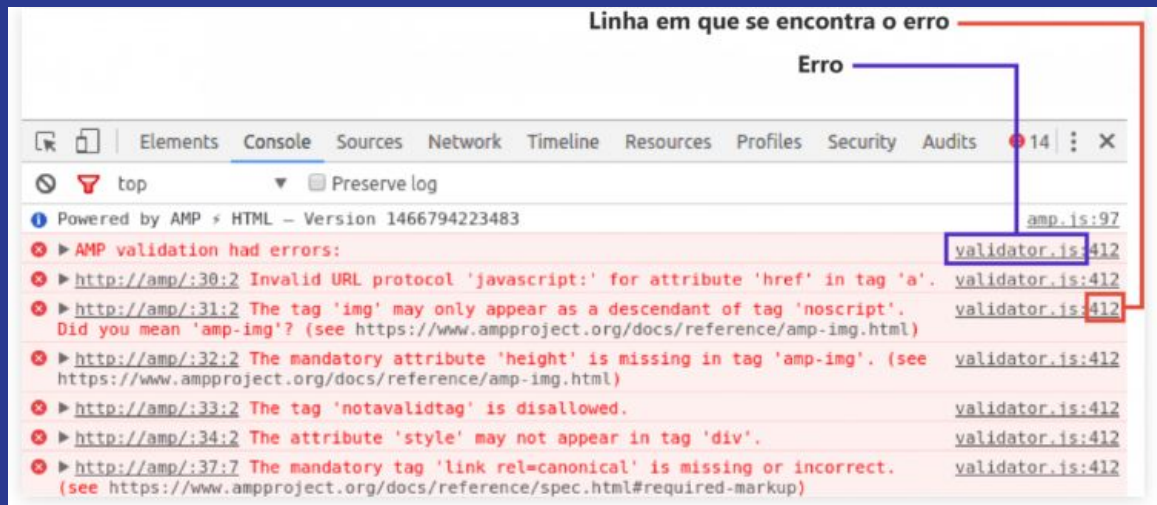 Linha em que se encontra o erro
Erro
Elements Console Sources Network Timeline Resources Profiles Security Audits 14
top Preserve log
Powered by AMP ⚡ HTML – Version 1466794223483 amp.js:97
AMP validation had errors: validator.js:412
http://amp/:30:2 Invalid URL protocol 'javascript:' for attribute 'href' in tag 'a'. validator.js:412
http://amp/:31:2 The tag 'img' may only appear as a descendant of tag 'noscript'. validator.js:412
Did you mean 'amp-img'? (see https://www.ampproject.org/docs/reference/amp-img.html)
http://amp/:32:2 The mandatory attribute 'height' is missing in tag 'amp-img'. (see validator.js:412
https://www.ampproject.org/docs/reference/amp-img.html)
http://amp/:33:2 The tag 'notavalidtag' is disallowed. validator.js:412
http://amp/:34:2 The attribute 'style' may not appear in tag 'div'. validator.js:412
http://amp/:37:7 The mandatory tag 'link rel=canonical' is missing or incorrect. validator.js:412
(see https://www.ampproject.org/docs/reference/spec.html#required-markup)